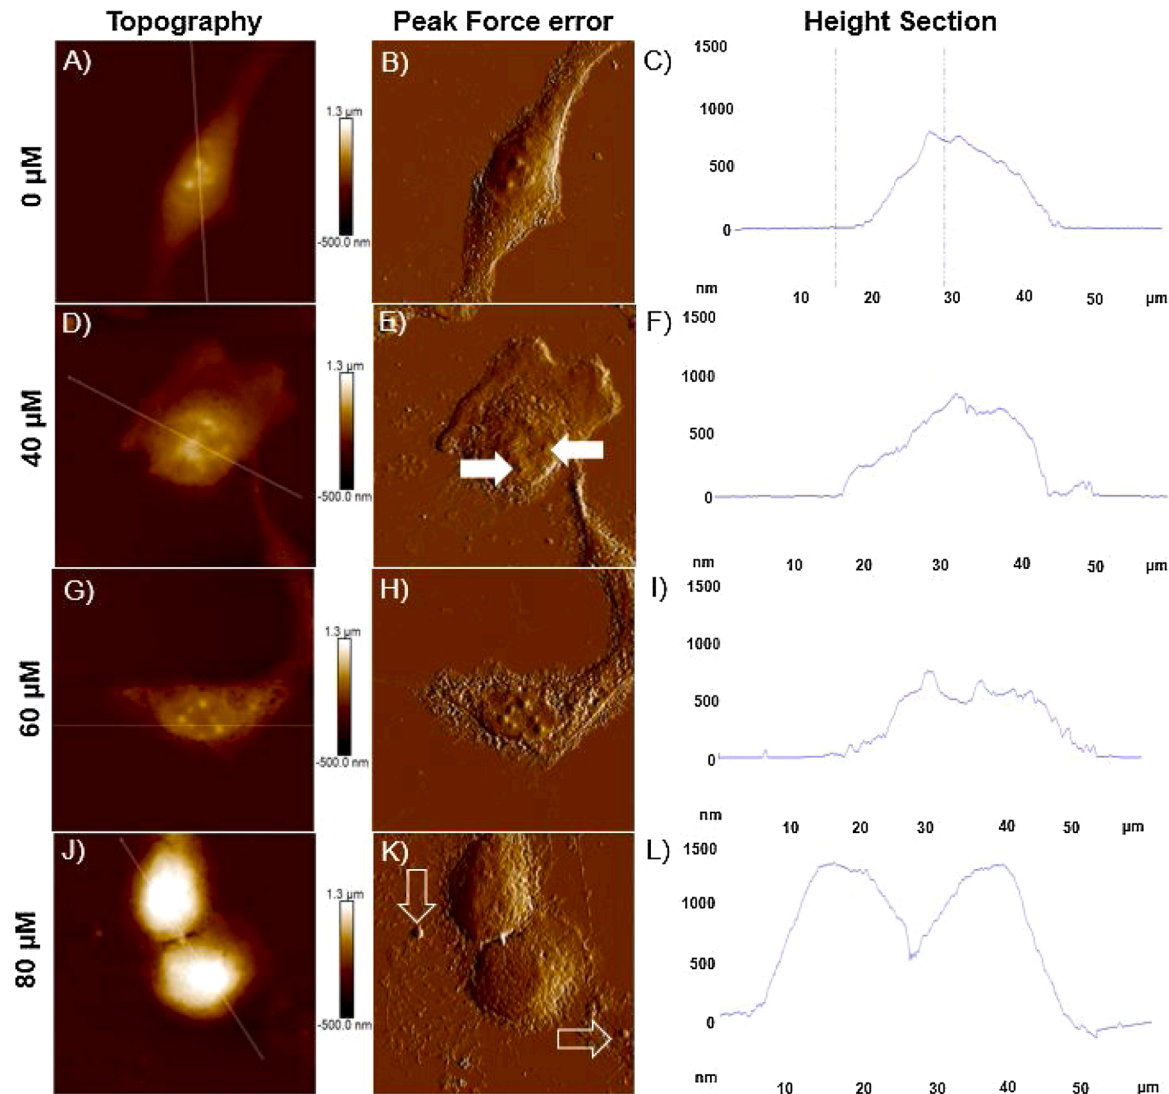 Topography Peak Force error Height Section
0 µM
A)
1.3 µm
-500.0 nm
B)
C)
1500
1000
500
0
nm 10 20 30 40 50 µm
40 µM
D)
1.3 µm
-500.0 nm
E)
F)
1500
1000
500
0
nm 10 20 30 40 50 µm
60 µM
G)
1.3 µm
-500.0 nm
H)
I)
1500
1000
500
0
nm 10 20 30 40 50 µm
80 µM
J)
1.3 µm
-500.0 nm
K)
L)
1500
1000
500
0
nm 10 20 30 40 50 µm